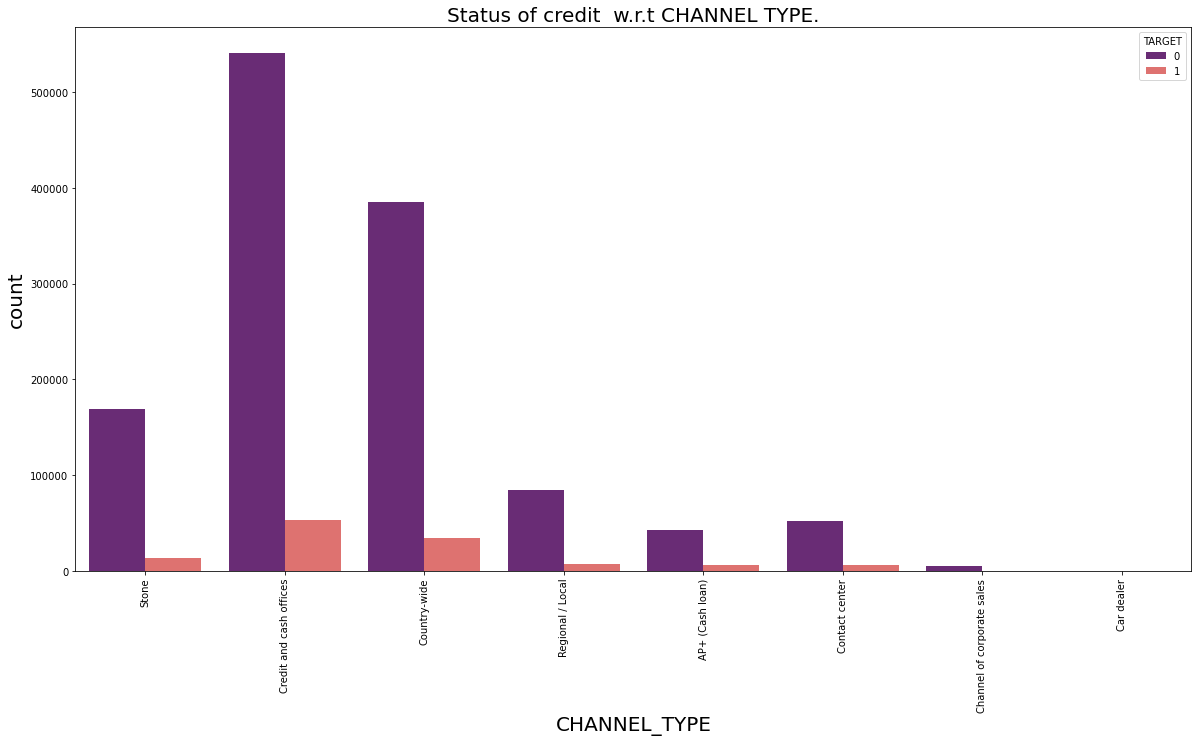 Status of credit  w.r.t CHANNEL TYPE.
TARGET
0
1
count
500000
400000
300000
200000
100000
0
Stone
Credit and cash offices
Country-wide
Regional / Local
AP+ (Cash loan)
Contact center
Channel of corporate sales
Car dealer
CHANNEL_TYPE